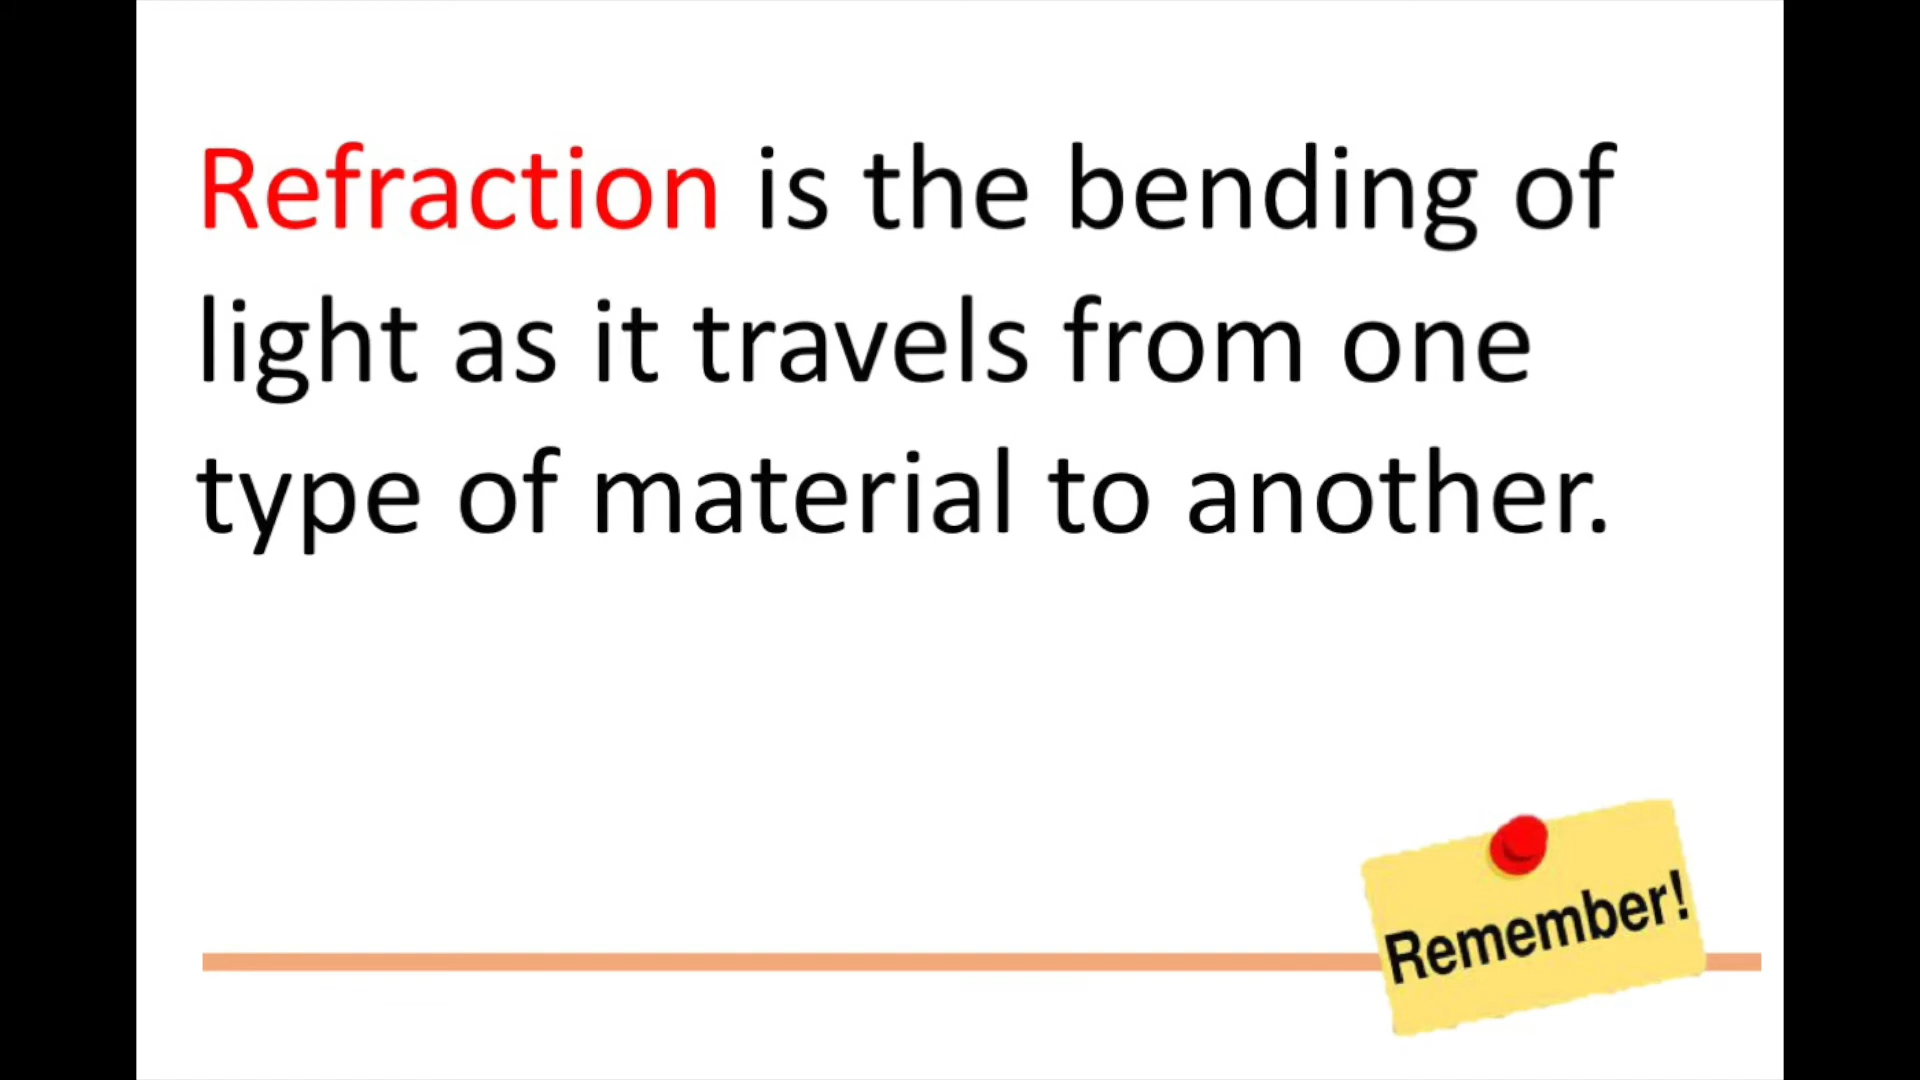 Refraction is the bending of
light as it travels from one
type of material to another.
Remember!